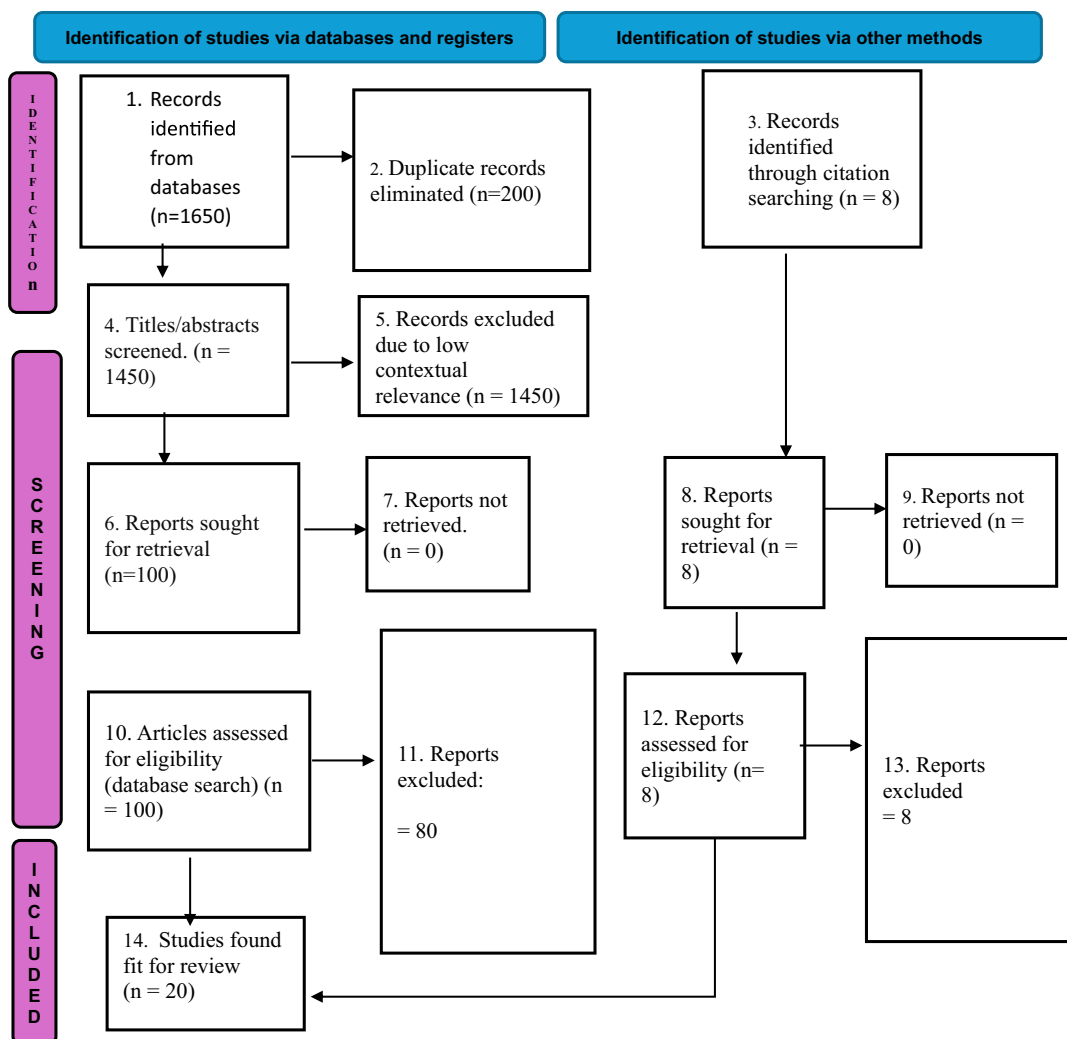 Identification of studies via databases and registers
Identification of studies via other methods
IDENTIFICATIOn
1. Records
identified
from
databases
(n=1650)
2. Duplicate records
eliminated (n=200)
3. Records
identified
through citation
searching (n = 8)
4. Titles/abstracts
screened. (n =
1450)
5. Records excluded
due to low
contextual
relevance (n = 1450)
SCREENING
6. Reports sought
for retrieval
(n=100)
7. Reports not
retrieved.
(n = 0)
8. Reports
sought for
retrieval (n =
8)
9. Reports not
retrieved (n =
0)
10. Articles assessed
for eligibility
(database search) (n
= 100)
11. Reports
excluded:
= 80
12. Reports
assessed for
eligibility (n=
8)
13. Reports
excluded
= 8
INCLUDED
14. Studies found
fit for review
(n = 20)